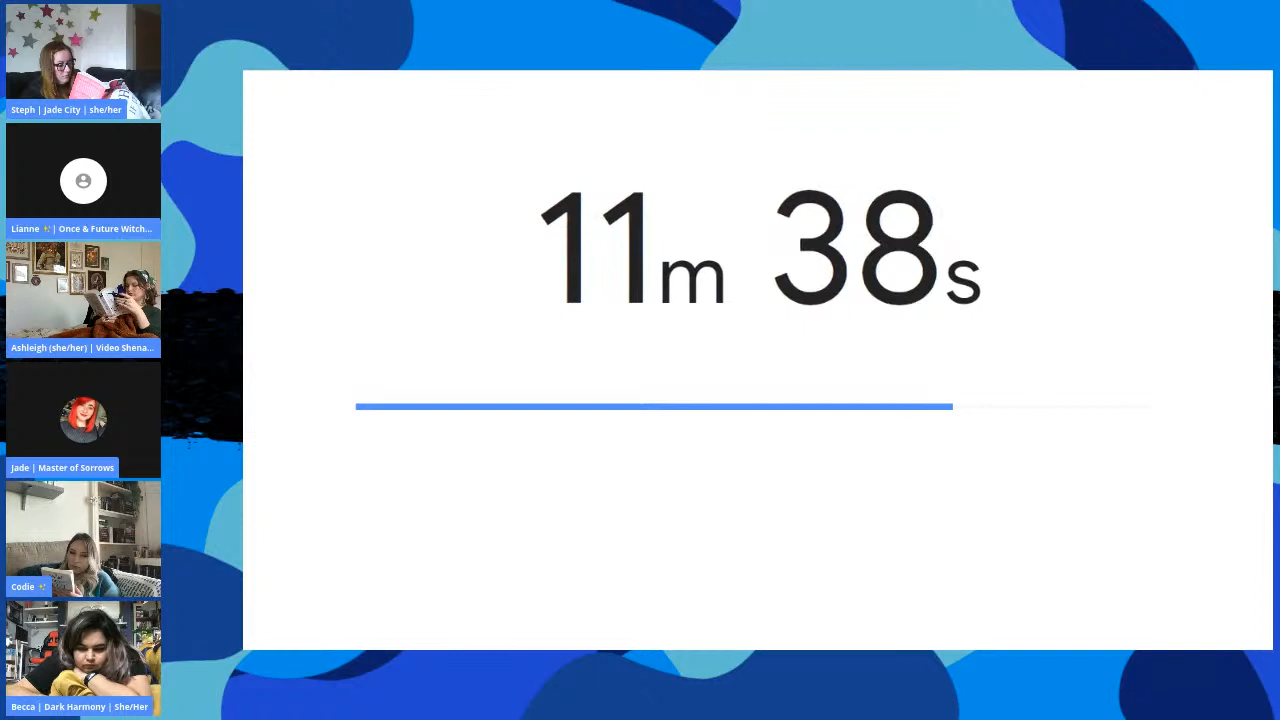 Steph | Jade City | she/her
Lianne ✨ | Once & Future Witch...
Ashleigh (she/her) | Video Shena...
Jade | Master of Sorrows
Codie ✨
Becca | Dark Harmony | She/Her
11m 38s